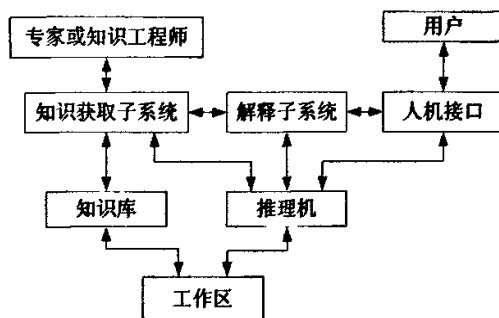 专家或知识工程师
用户
知识获取子系统
解释子系统
人机接口
知识库
推理机
工作区